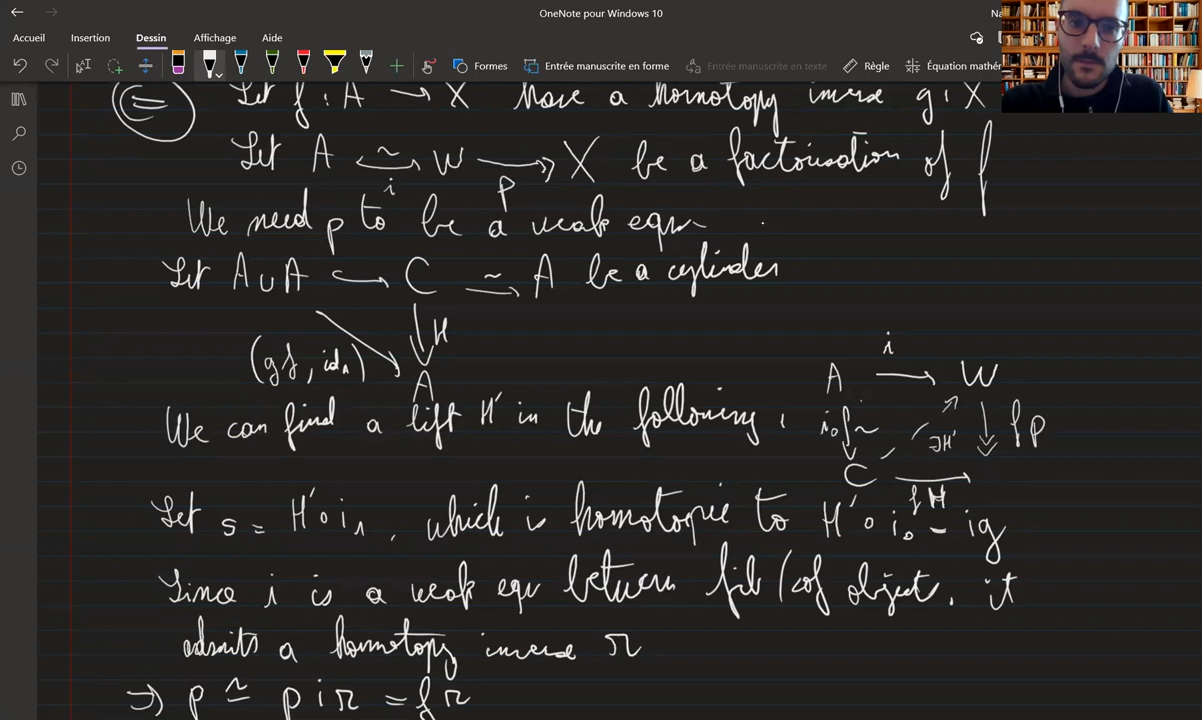 OneNote pour Windows 10
Accueil Insertion Dessin Affichage Aide
Formes Entrée manuscrite en forme Entrée manuscrite en texte Règle Équation mathém
⇐ Let f : A → X have a homotopy inverse g : X
Let A ↪ W ↠ X be a factorisation of f
~ i p
We need p to be a weak equ
Let A ∪ A ↪ C → A be a cylinder
~
(gf, id_A) H
A
A → W
i
We can find a lift H' in the following :
i₀ ~ ∃H' f p
C →
f H
Let s = H' ∘ i₁, which is homotopic to H' ∘ i₀ = ig
Since i is a weak equ between fib/cof object, it
admits a homotopy inverse r
⇒ p ≃ p i r = f r